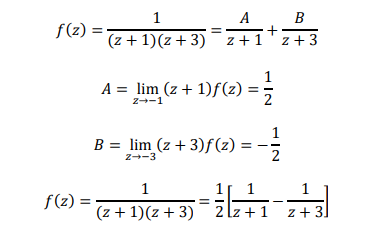 f(z) = 1/((z + 1)(z + 3)) = A/(z + 1) + B/(z + 3)
A = lim_{z→−1} (z + 1)f(z) = 1/2
B = lim_{z→−3} (z + 3)f(z) = −1/2
f(z) = 1/((z + 1)(z + 3)) = 1/2 [1/(z + 1) − 1/(z + 3)]